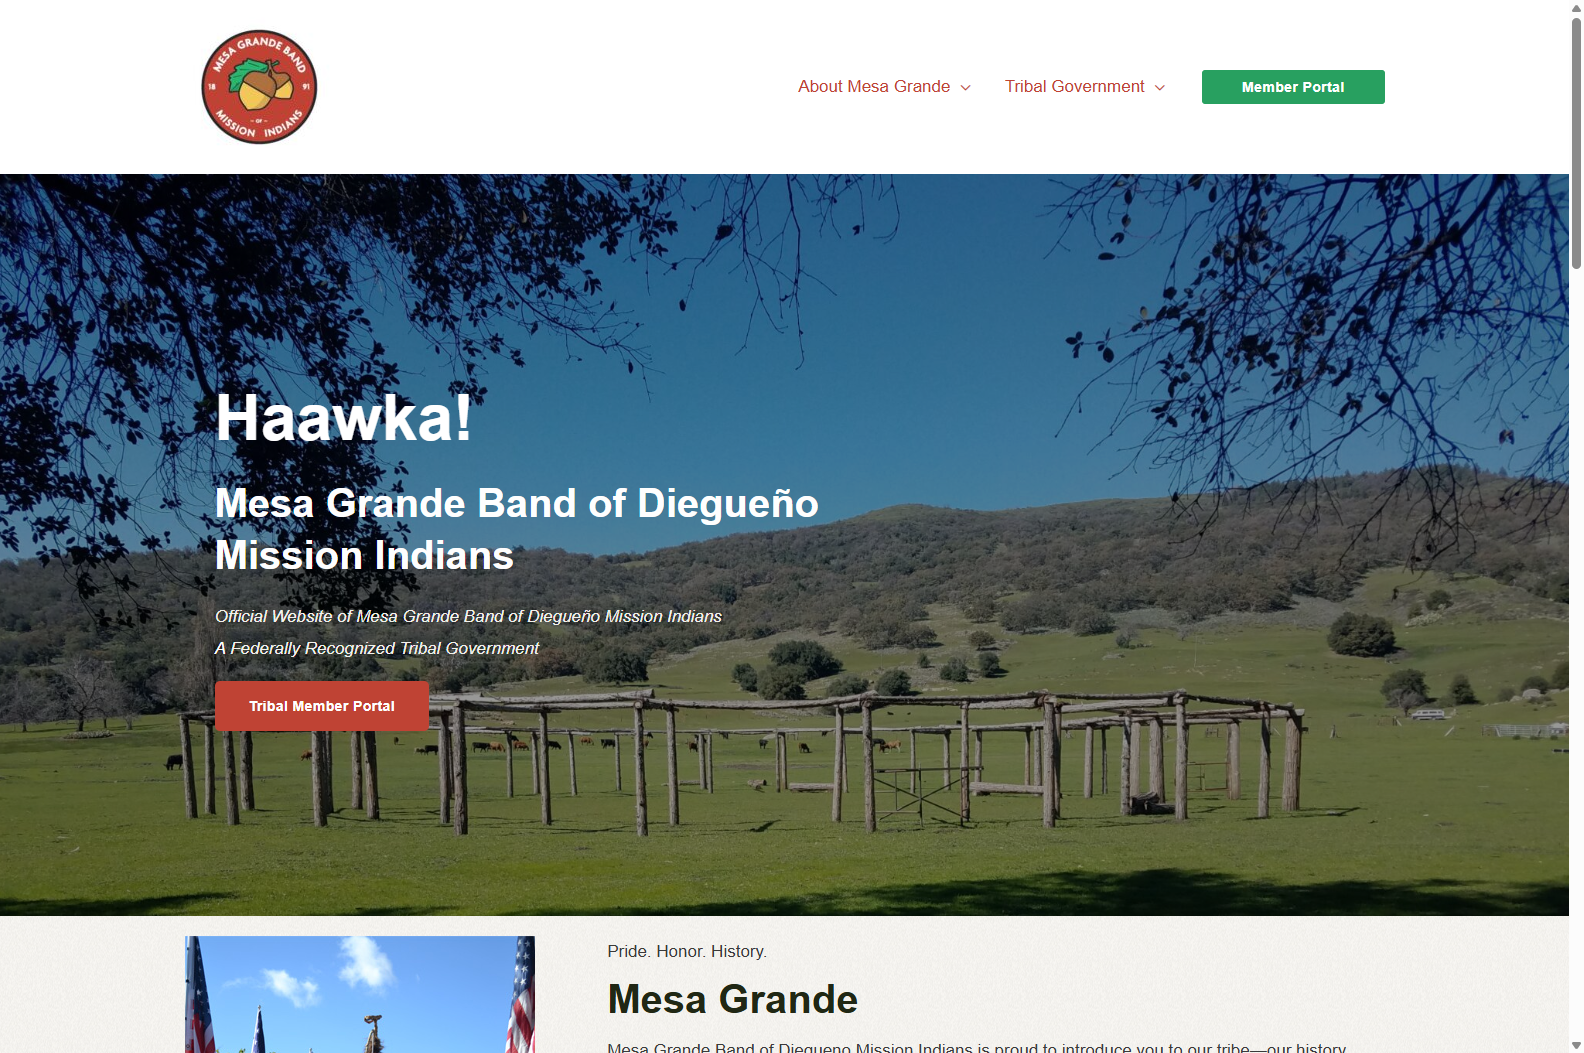 MESA GRANDE BAND
18 91
OF
MISSION INDIANS
About Mesa Grande
Tribal Government
Member Portal
Haawka!
Mesa Grande Band of Diegueño
Mission Indians
Official Website of Mesa Grande Band of Diegueño Mission Indians
A Federally Recognized Tribal Government
Tribal Member Portal
Pride. Honor. History.
Mesa Grande
Mesa Grande Band of Diegueno Mission Indians is proud to introduce you to our tribe—our history,